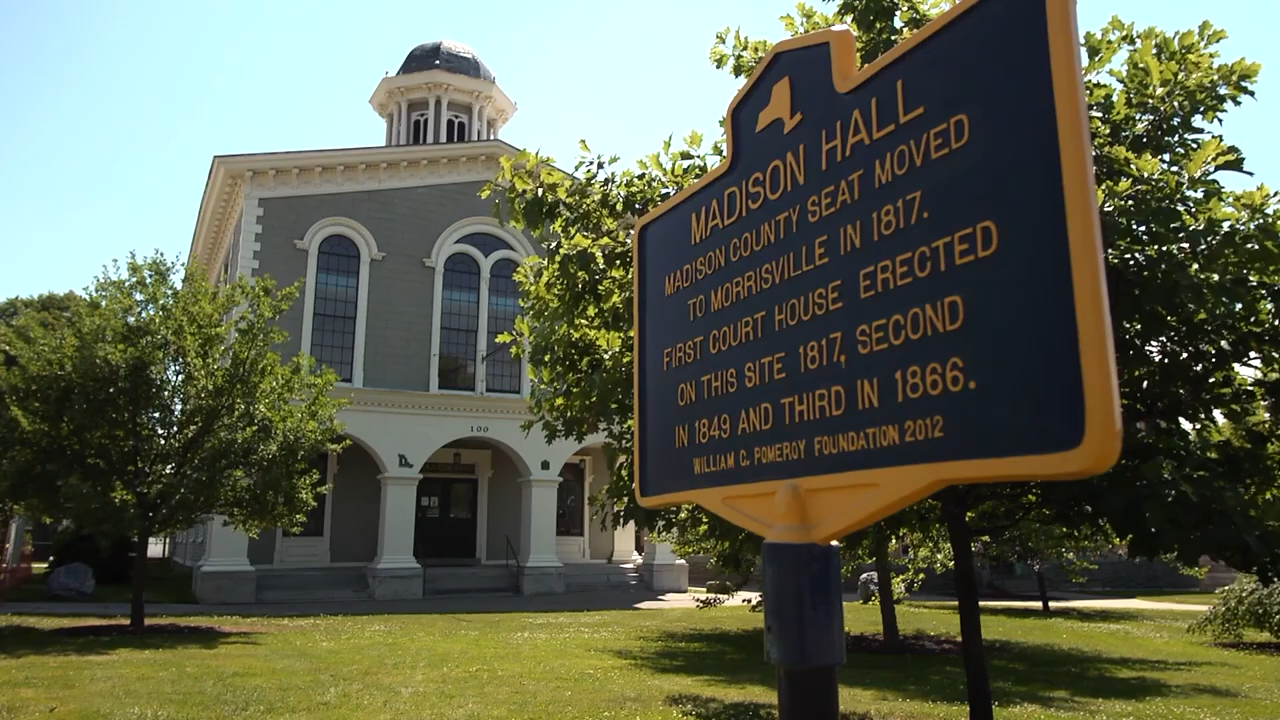 MADISON HALL
MADISON COUNTY SEAT MOVED
TO MORRISVILLE IN 1817.
FIRST COURT HOUSE ERECTED
ON THIS SITE 1817, SECOND
IN 1849 AND THIRD IN 1866.
WILLIAM G. POMEROY FOUNDATION 2012
100